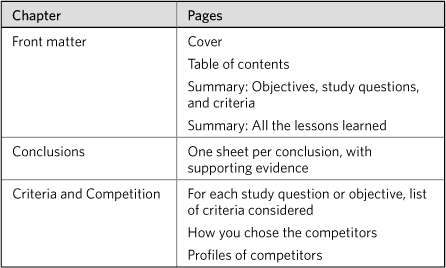 Chapter Pages
Front matter Cover
Table of contents
Summary: Objectives, study questions,
and criteria
Summary: All the lessons learned
Conclusions One sheet per conclusion, with
supporting evidence
Criteria and Competition For each study question or objective, list
of criteria considered
How you chose the competitors
Profiles of competitors